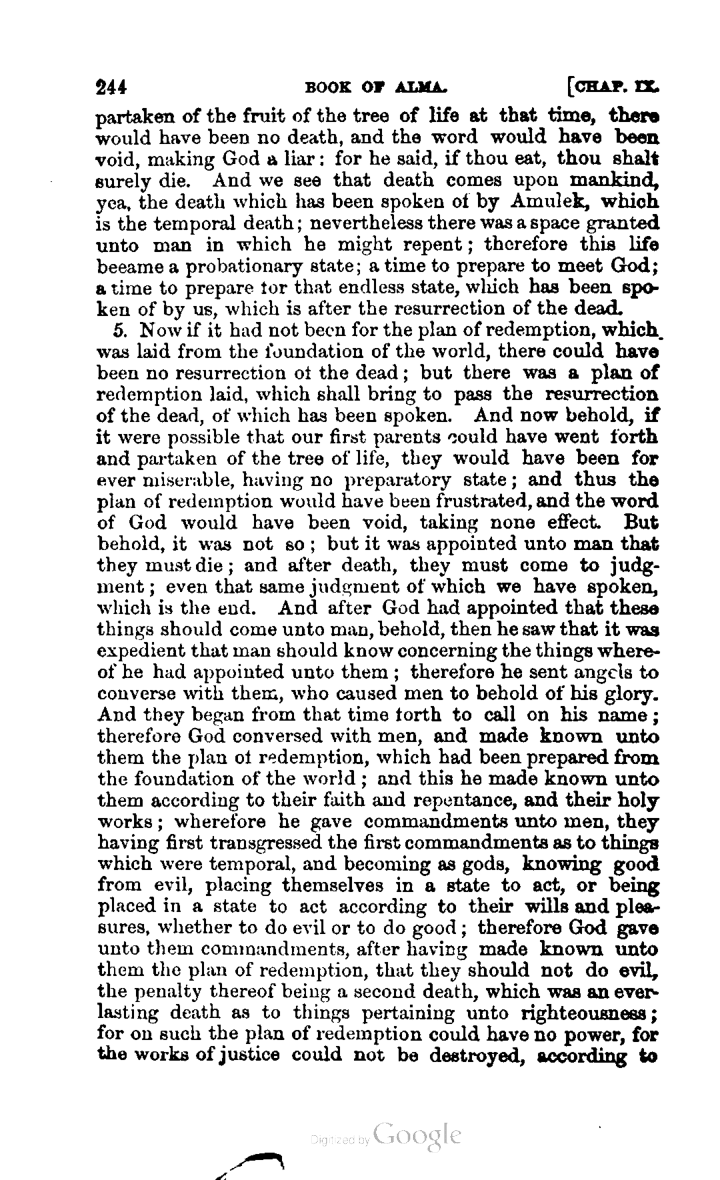 244 BOOK OF ALMA. [CHAP. IX.
partaken of the fruit of the tree of life at that time, there
would have been no death, and the word would have been
void, making God a liar: for he said, if thou eat, thou shalt
surely die. And we see that death comes upon mankind,
yea, the death which has been spoken of by Amulek, which
is the temporal death; nevertheless there was a space granted
unto man in which he might repent; therefore this life
beeame a probationary state; a time to prepare to meet God;
a time to prepare for that endless state, which has been spo-
ken of by us, which is after the resurrection of the dead.
5. Now if it had not been for the plan of redemption, which
was laid from the foundation of the world, there could have
been no resurrection of the dead; but there was a plan of
redemption laid, which shall bring to pass the resurrection
of the dead, of which has been spoken. And now behold, if
it were possible that our first parents could have went forth
and partaken of the tree of life, they would have been for
ever miserable, having no preparatory state; and thus the
plan of redemption would have been frustrated, and the word
of God would have been void, taking none effect. But
behold, it was not so; but it was appointed unto man that
they must die; and after death, they must come to judg-
ment; even that same judgment of which we have spoken,
which is the end. And after God had appointed that these
things should come unto man, behold, then he saw that it was
expedient that man should know concerning the things where-
of he had appointed unto them; therefore he sent angels to
converse with them, who caused men to behold of his glory.
And they began from that time forth to call on his name;
therefore God conversed with men, and made known unto
them the plan of redemption, which had been prepared from
the foundation of the world; and this he made known unto
them according to their faith and repentance, and their holy
works; wherefore he gave commandments unto men, they
having first transgressed the first commandments as to things
which were temporal, and becoming as gods, knowing good
from evil, placing themselves in a state to act, or being
placed in a state to act according to their wills and plea-
sures, whether to do evil or to do good; therefore God gave
unto them commandments, after having made known unto
them the plan of redemption, that they should not do evil,
the penalty thereof being a second death, which was an ever-
lasting death as to things pertaining unto righteousness;
for on such the plan of redemption could have no power, for
the works of justice could not be destroyed, according to
Digitized by Google